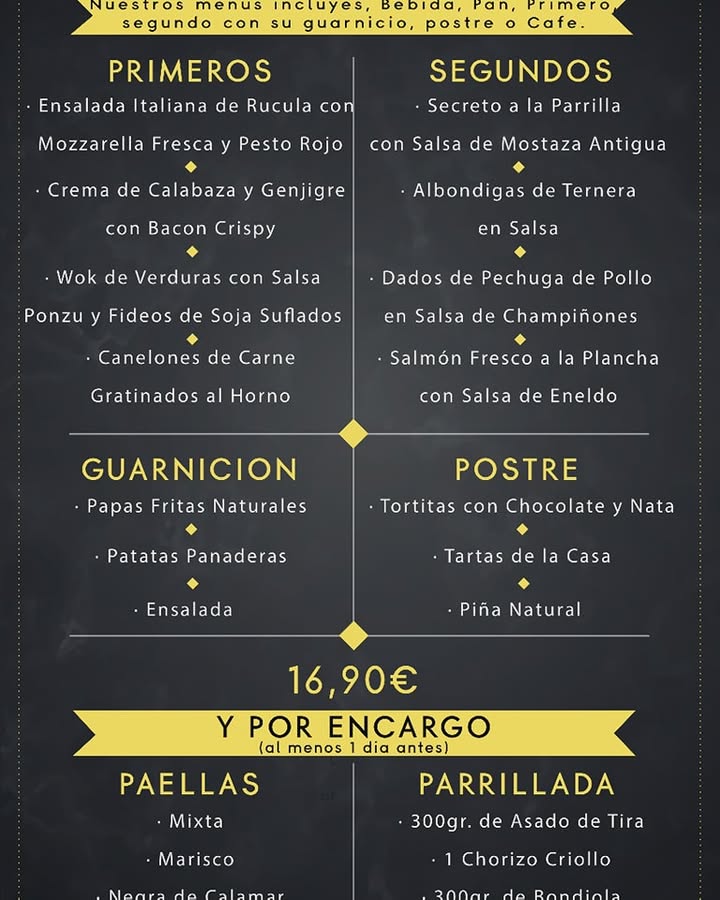 Nuestros menus incluyes, Bebida, Pan, Primero,
segundo con su guarnicio, postre o Cafe.
PRIMEROS
· Ensalada Italiana de Rucula con
Mozzarella Fresca y Pesto Rojo
· Crema de Calabaza y Genjigre
con Bacon Crispy
· Wok de Verduras con Salsa
Ponzu y Fideos de Soja Suflados
· Canelones de Carne
Gratinados al Horno
SEGUNDOS
· Secreto a la Parrilla
con Salsa de Mostaza Antigua
· Albondigas de Ternera
en Salsa
· Dados de Pechuga de Pollo
en Salsa de Champiñones
· Salmón Fresco a la Plancha
con Salsa de Eneldo
GUARNICION
· Papas Fritas Naturales
· Patatas Panaderas
· Ensalada
POSTRE
· Tortitas con Chocolate y Nata
· Tartas de la Casa
· Piña Natural
16,90€
Y POR ENCARGO
(al menos 1 dia antes)
PAELLAS
· Mixta
· Marisco
· Negra de Calamar
PARRILLADA
· 300gr. de Asado de Tira
· 1 Chorizo Criollo
· 300gr. de Bondiola